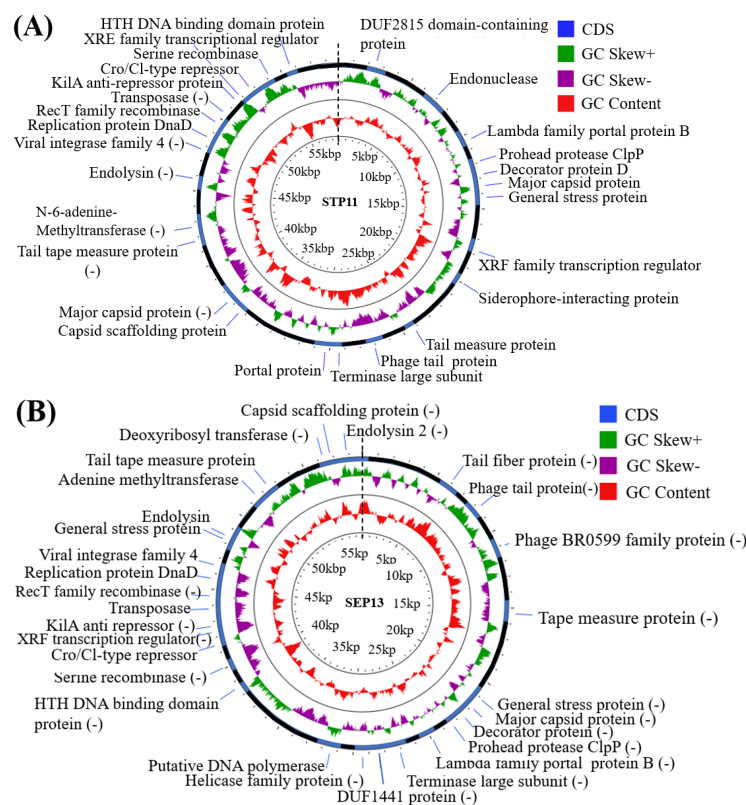 (A)
HTH DNA binding domain protein
XRE family transcriptional regulator
Serine recombinase
Cro/Cl-type repressor
KilA anti-repressor protein
Transposase (-)
RecT family recombinase
Replication protein DnaD
Viral integrase family 4 (-)
Endolysin (-)
N-6-adenine-
Methyltransferase (-)
Tail tape measure protein
(-)
Major capsid protein (-)
Capsid scaffolding protein
Portal protein
Terminase large subunit
Phage tail protein
Tail measure protein
Siderophore-interacting protein
XRF family transcription regulator
General stress protein
Major capsid protein
Decorator protein D
Prohead protease ClpP
Lambda family portal protein B
Endonuclease
DUF2815 domain-containing
protein
CDS
GC Skew+
GC Skew-
GC Content
55kbp
5kbp
50kbp
10kbp
45kbp
STP11
15kbp
40kbp
20kbp
35kbp
25kbp
(B)
Capsid scaffolding protein (-)
Endolysin 2 (-)
Deoxyribosyl transferase (-)
Tail tape measure protein
Adenine methyltransferase
Endolysin
General stress protein
Viral integrase family 4
Replication protein DnaD
RecT family recombinase (-)
Transposase
KilA anti repressor (-)
XRF transcription regulator(-)
Cro/Cl-type repressor
Serine recombinase (-)
HTH DNA binding domain
protein (-)
Putative DNA polymerase
Helicase family protein (-)
DUF1441 protein (-)
Terminase large subunit (-)
Lambda family portal protein B (-)
Prohead protease ClpP (-)
Decorator protein (-)
Major capsid protein (-)
General stress protein (-)
Tape measure protein (-)
Phage BR0599 family protein (-)
Phage tail protein(-)
Tail fiber protein (-)
CDS
GC Skew+
GC Skew-
GC Content
55kp
5kp
50kbp
10kp
45kp
SEP13
15kp
40kp
20kp
35kp
25kp